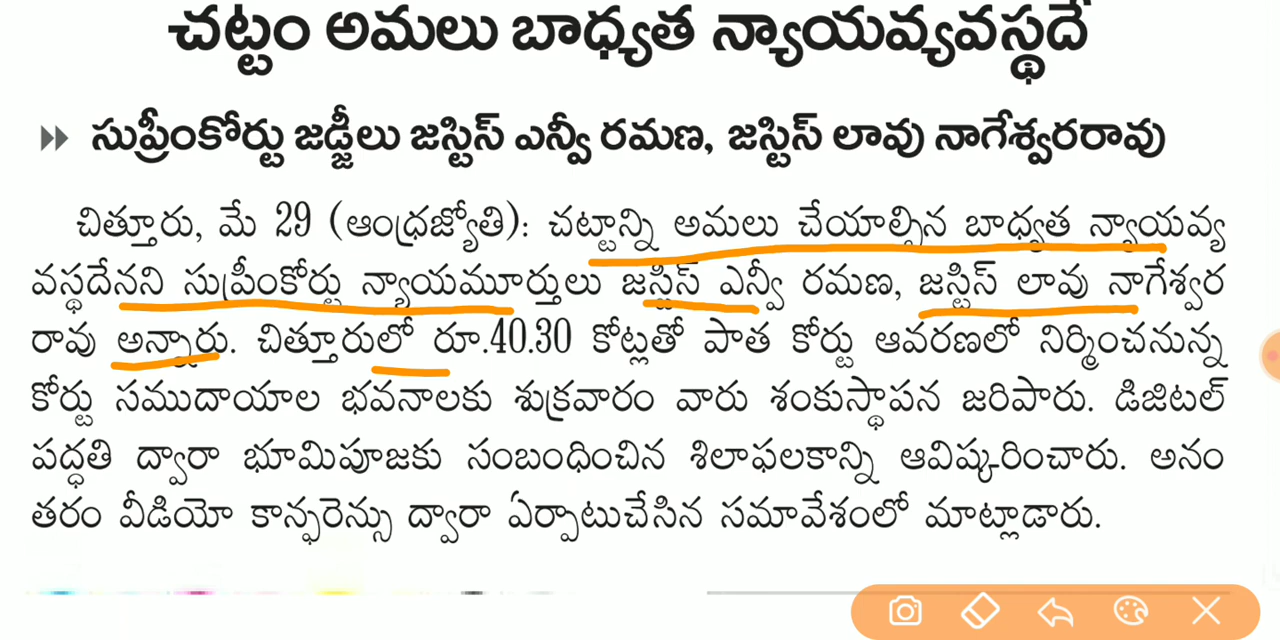 చట్టం అమలు బాధ్యత న్యాయవ్యవస్థదే
సుప్రీంకోర్టు జడ్జీలు జస్టిస్ ఎన్వీ రమణ, జస్టిస్ లావు నాగేశ్వరరావు
చిత్తూరు, మే 29 (ఆంధ్రజ్యోతి): చట్టాన్ని అమలు చేయాల్సిన బాధ్యత న్యాయవ్య
వస్థదేనని సుప్రీంకోర్టు న్యాయమూర్తులు జస్టిస్ ఎన్వీ రమణ, జస్టిస్ లావు నాగేశ్వర
రావు అన్నారు. చిత్తూరులో రూ.40.30 కోట్లతో పాత కోర్టు ఆవరణలో నిర్మించనున్న
కోర్టు సముదాయాల భవనాలకు శుక్రవారం వారు శంకుస్థాపన జరిపారు. డిజిటల్
పద్ధతి ద్వారా భూమిపూజకు సంబంధించిన శిలాఫలకాన్ని ఆవిష్కరించారు. అనం
తరం వీడియో కాన్ఫరెన్సు ద్వారా ఏర్పాటుచేసిన సమావేశంలో మాట్లాడారు.